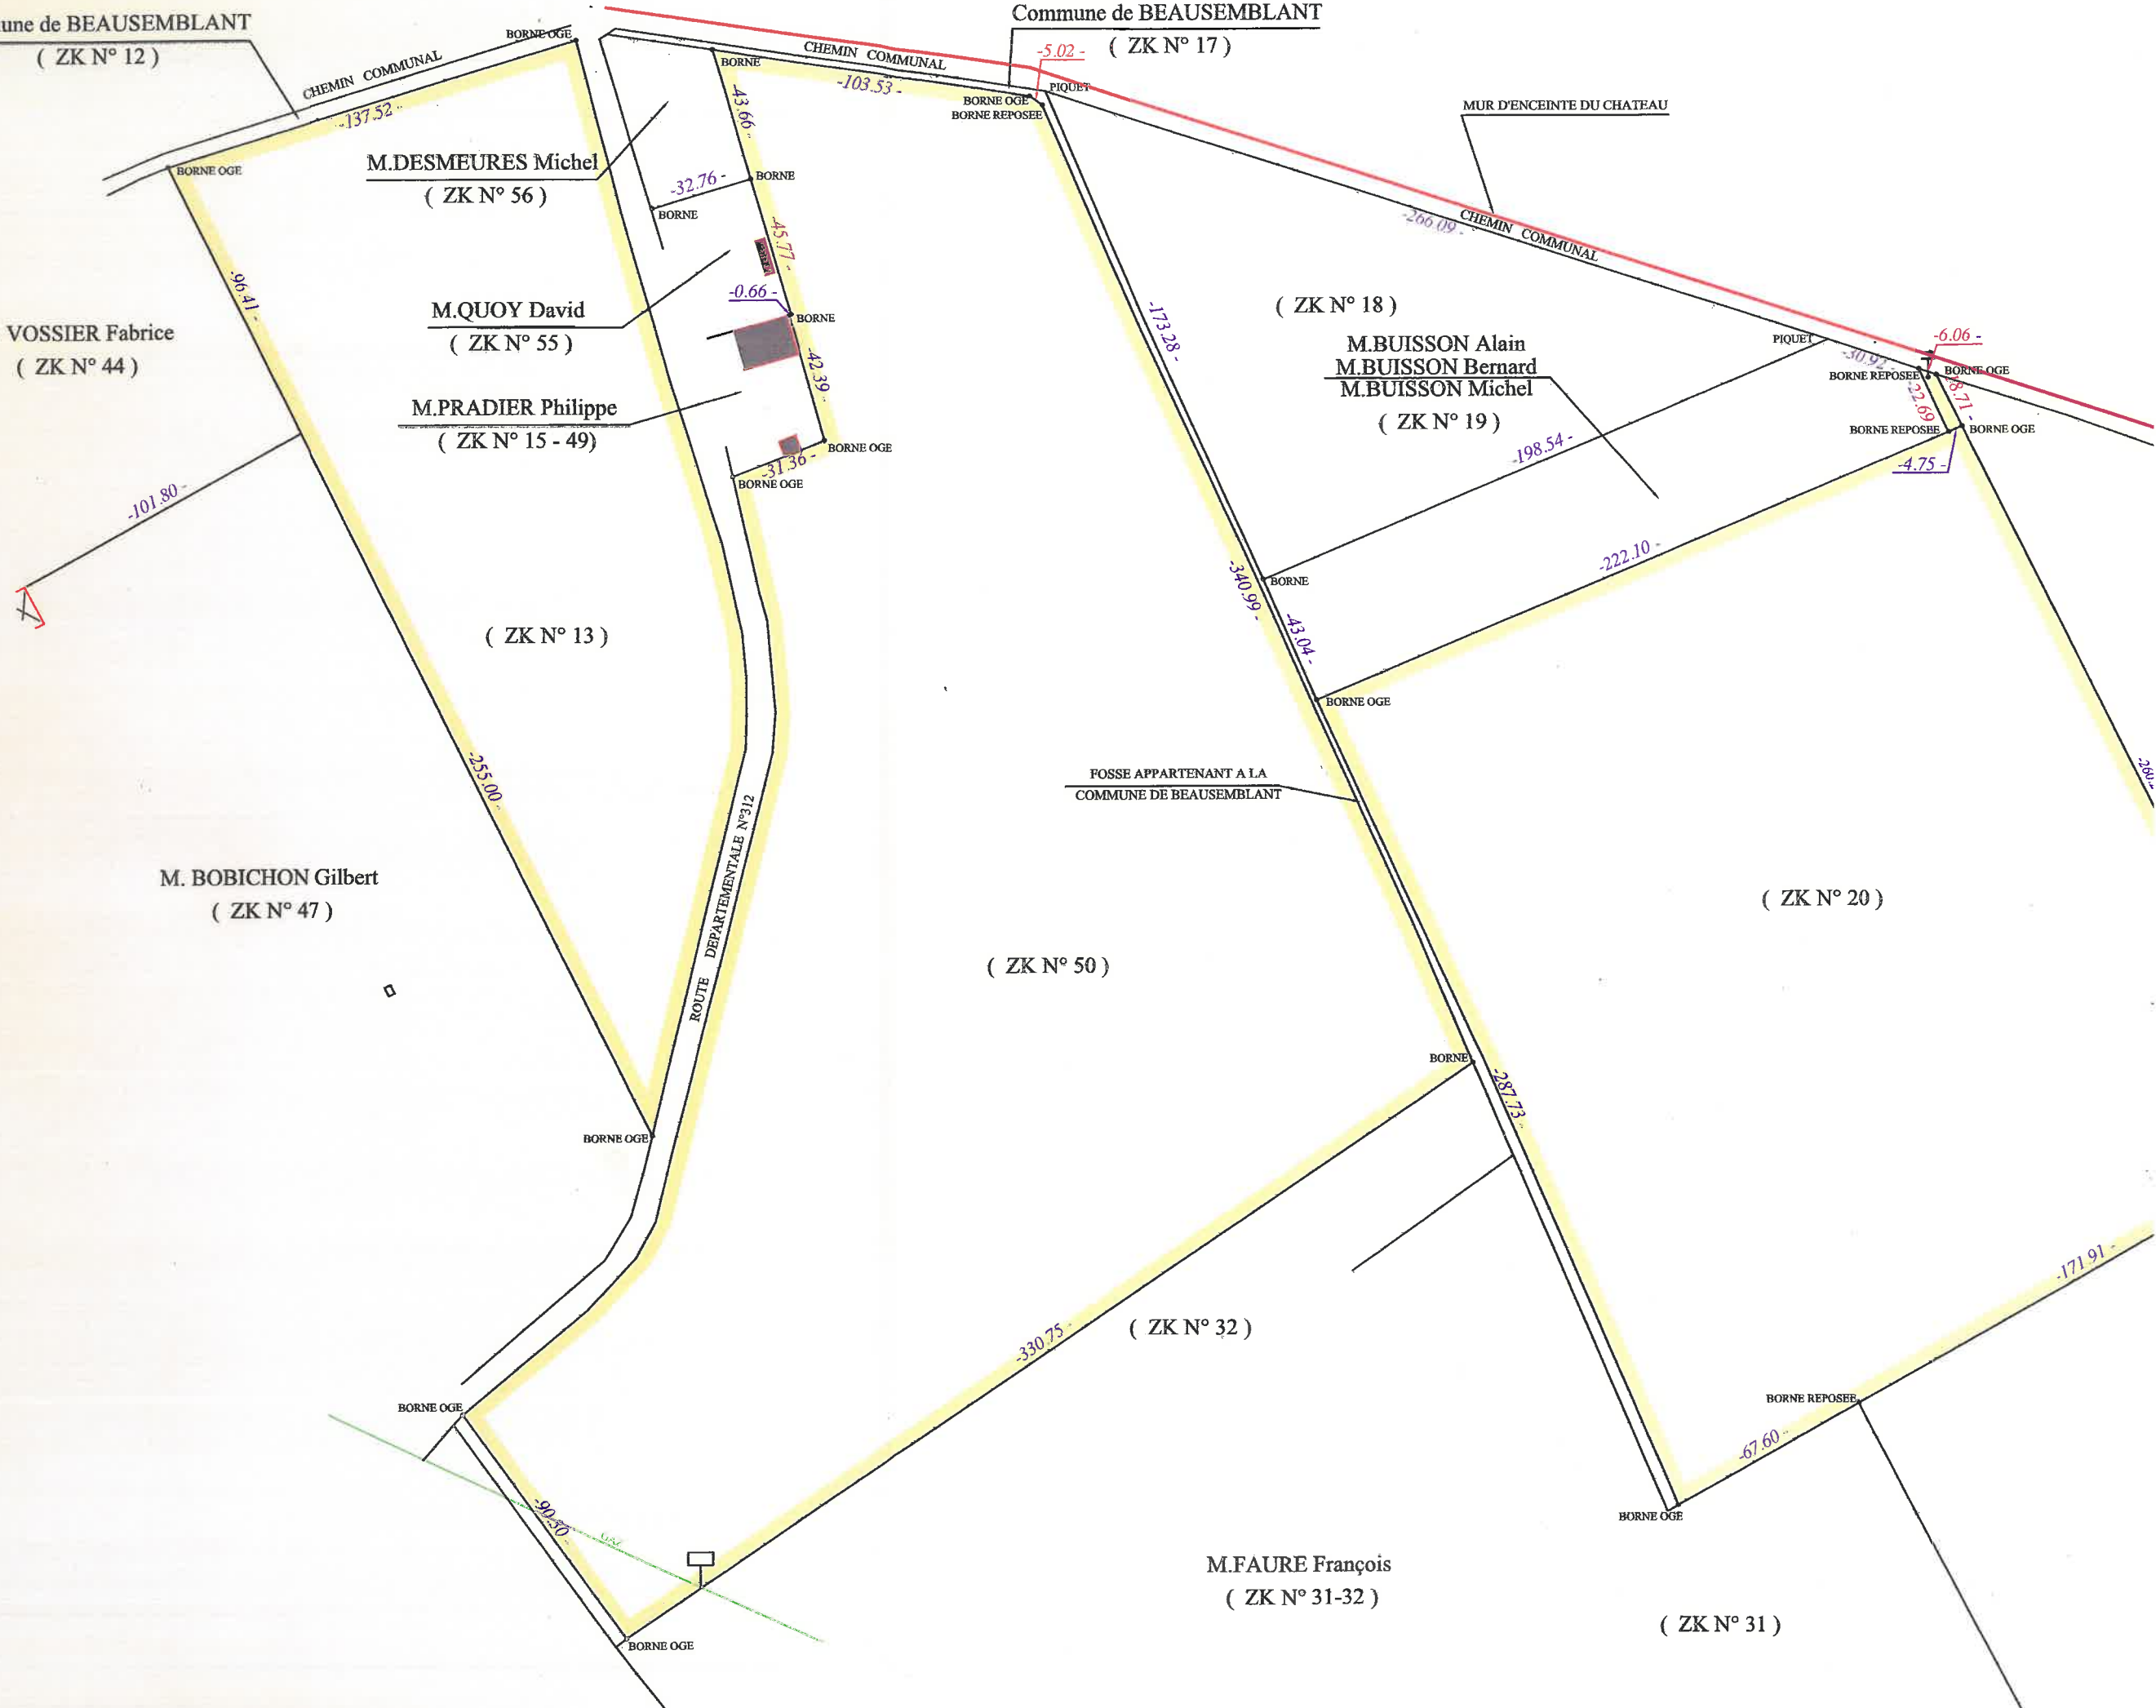 une de BEAUSEMBLANT
( ZK N° 12 )
CHEMIN COMMUNAL
BORNE OGE
-137.52 -
BORNE OGE
Commune de BEAUSEMBLANT
( ZK N° 17 )
-5.02 -
CHEMIN COMMUNAL
BORNE
-103.53 -
BORNE OGE
BORNE REPOSEE
PIQUET
MUR D'ENCEINTE DU CHATEAU
M.DESMEURES Michel
( ZK N° 56 )
-43.66 -
-32.76 -
BORNE
BORNE
-45.77 -
-266.09 -
CHEMIN COMMUNAL
-96.41 -
VOSSIER Fabrice
( ZK N° 44 )
M.QUOY David
( ZK N° 55 )
-0.66 -
BORNE
-42.39 -
M.PRADIER Philippe
( ZK N° 15 - 49)
BORNE OGE
-31.36 -
BORNE OGE
-173.28 -
( ZK N° 18 )
M.BUISSON Alain
M.BUISSON Bernard
M.BUISSON Michel
( ZK N° 19 )
PIQUET
-30.92 -
-6.06 -
BORNE REPOSEE
BORNE OGE
-22.69
-18.71 -
BORNE REPOSEE
BORNE OGE
-4.75 -
-198.54 -
-101.80 -
-222.10 -
-340.99 -
BORNE
-43.04 -
BORNE OGE
( ZK N° 13 )
-255.00 -
FOSSE APPARTENANT A LA
COMMUNE DE BEAUSEMBLANT
ROUTE DEPARTEMENTALE N°312
M. BOBICHON Gilbert
( ZK N° 47 )
( ZK N° 20 )
( ZK N° 50 )
BORNE
-287.73 -
BORNE OGE
-171.91 -
( ZK N° 32 )
-330.75 -
BORNE REPOSEE
BORNE OGE
-67.60 -
BORNE OGE
-90.50 -
GAZ
M.FAURE François
( ZK N° 31-32 )
( ZK N° 31 )
BORNE OGE